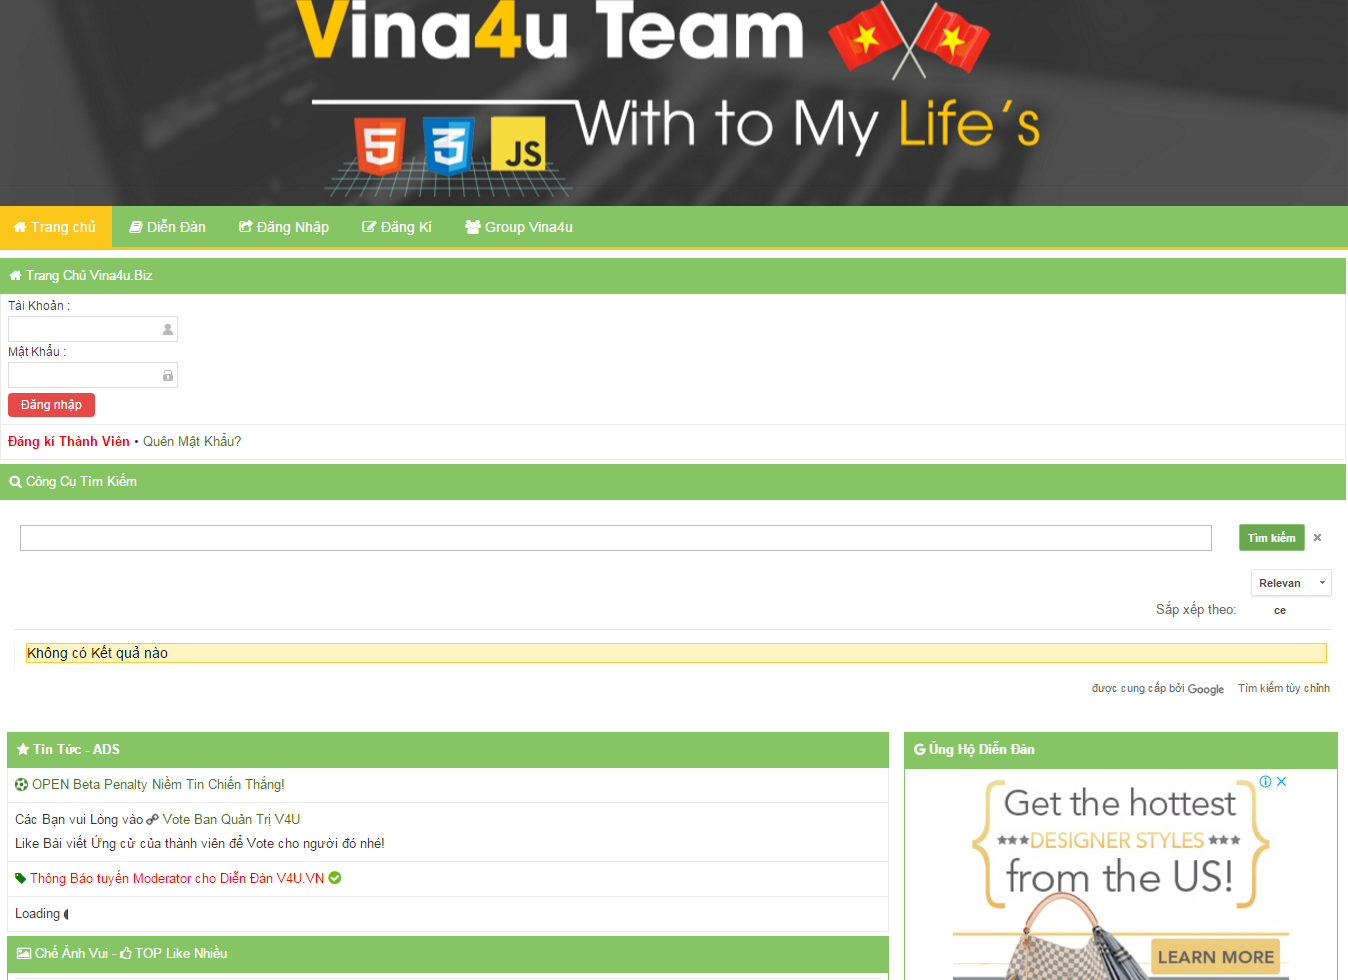 Vina4u Team
With to My Life´s
5 3 JS
Trang chủ Diễn Đàn Đăng Nhập Đăng Kí Group Vina4u
Trang Chủ Vina4u.Biz
Tài Khoản :
Mật Khẩu :
Đăng nhập
Đăng kí Thành Viên • Quên Mật Khẩu?
Công Cụ Tìm Kiếm
Tìm kiếm ×
Relevan
Sắp xếp theo: ce
Không có Kết quả nào
được cung cấp bởi Google Tìm kiếm tùy chỉnh
Tin Tức - ADS
OPEN Beta Penalty Niềm Tin Chiến Thắng!
Các Bạn vui Lòng vào Vote Ban Quản Trị V4U
Like Bài viết Ứng cử của thành viên để Vote cho người đó nhé!
Thông Báo tuyển Moderator cho Diễn Đàn V4U.VN
Loading
Chế Ảnh Vui - TOP Like Nhiều
G Ủng Hộ Diễn Đàn
Get the hottest
DESIGNER STYLES
from the US!
LEARN MORE